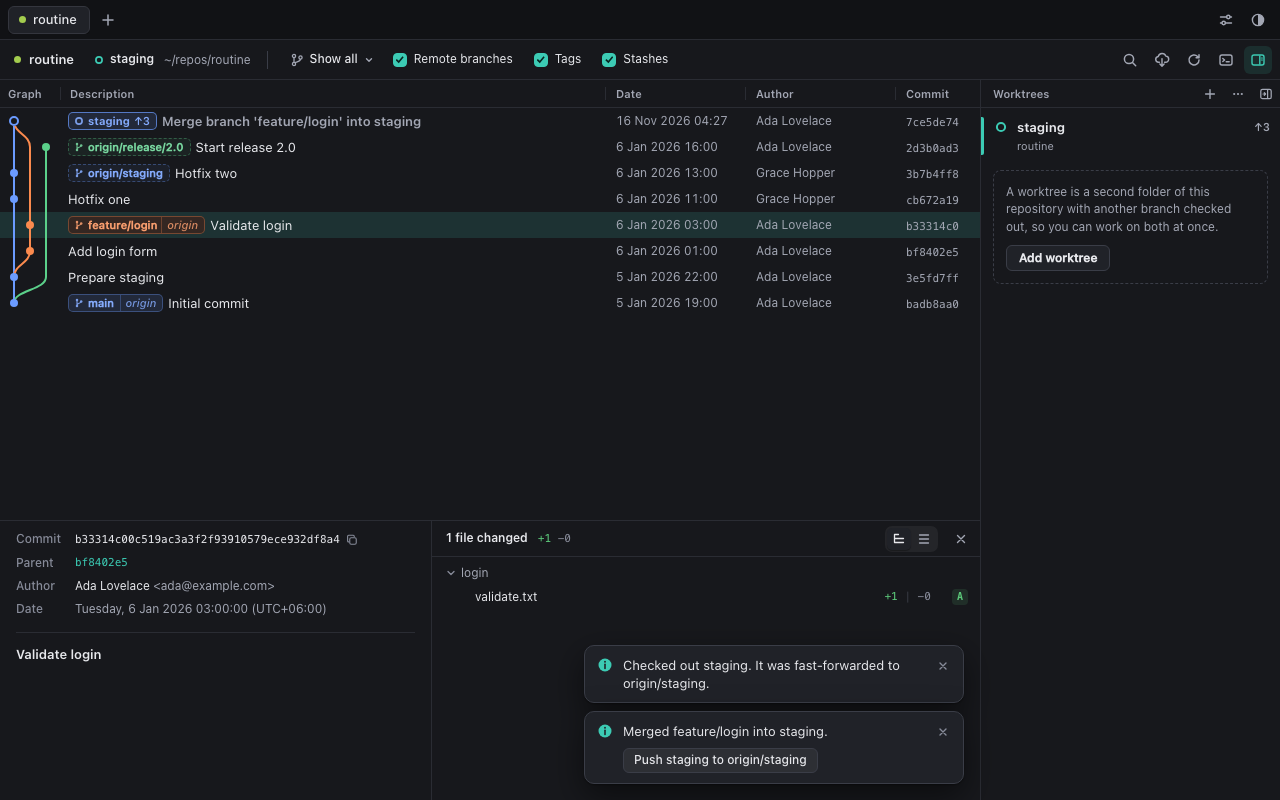 routine
routine staging ~/repos/routine Show all Remote branches Tags Stashes
Graph Description Date Author Commit
staging ↑3 Merge branch 'feature/login' into staging 16 Nov 2026 04:27 Ada Lovelace 7ce5de74
origin/release/2.0 Start release 2.0 6 Jan 2026 16:00 Ada Lovelace 2d3b0ad3
origin/staging Hotfix two 6 Jan 2026 13:00 Grace Hopper 3b7b4ff8
Hotfix one 6 Jan 2026 11:00 Grace Hopper cb672a19
feature/login origin Validate login 6 Jan 2026 03:00 Ada Lovelace b33314c0
Add login form 6 Jan 2026 01:00 Ada Lovelace bf8402e5
Prepare staging 5 Jan 2026 22:00 Ada Lovelace 3e5fd7ff
main origin Initial commit 5 Jan 2026 19:00 Ada Lovelace badb8aa0
Worktrees
staging ↑3
routine
A worktree is a second folder of this
repository with another branch checked
out, so you can work on both at once.
Add worktree
Commit b33314c00c519ac3a3f2f93910579ece932df8a4
Parent bf8402e5
Author Ada Lovelace <ada@example.com>
Date Tuesday, 6 Jan 2026 03:00:00 (UTC+06:00)
Validate login
1 file changed +1 −0
login
validate.txt +1 | −0 A
Checked out staging. It was fast-forwarded to
origin/staging.
Merged feature/login into staging.
Push staging to origin/staging